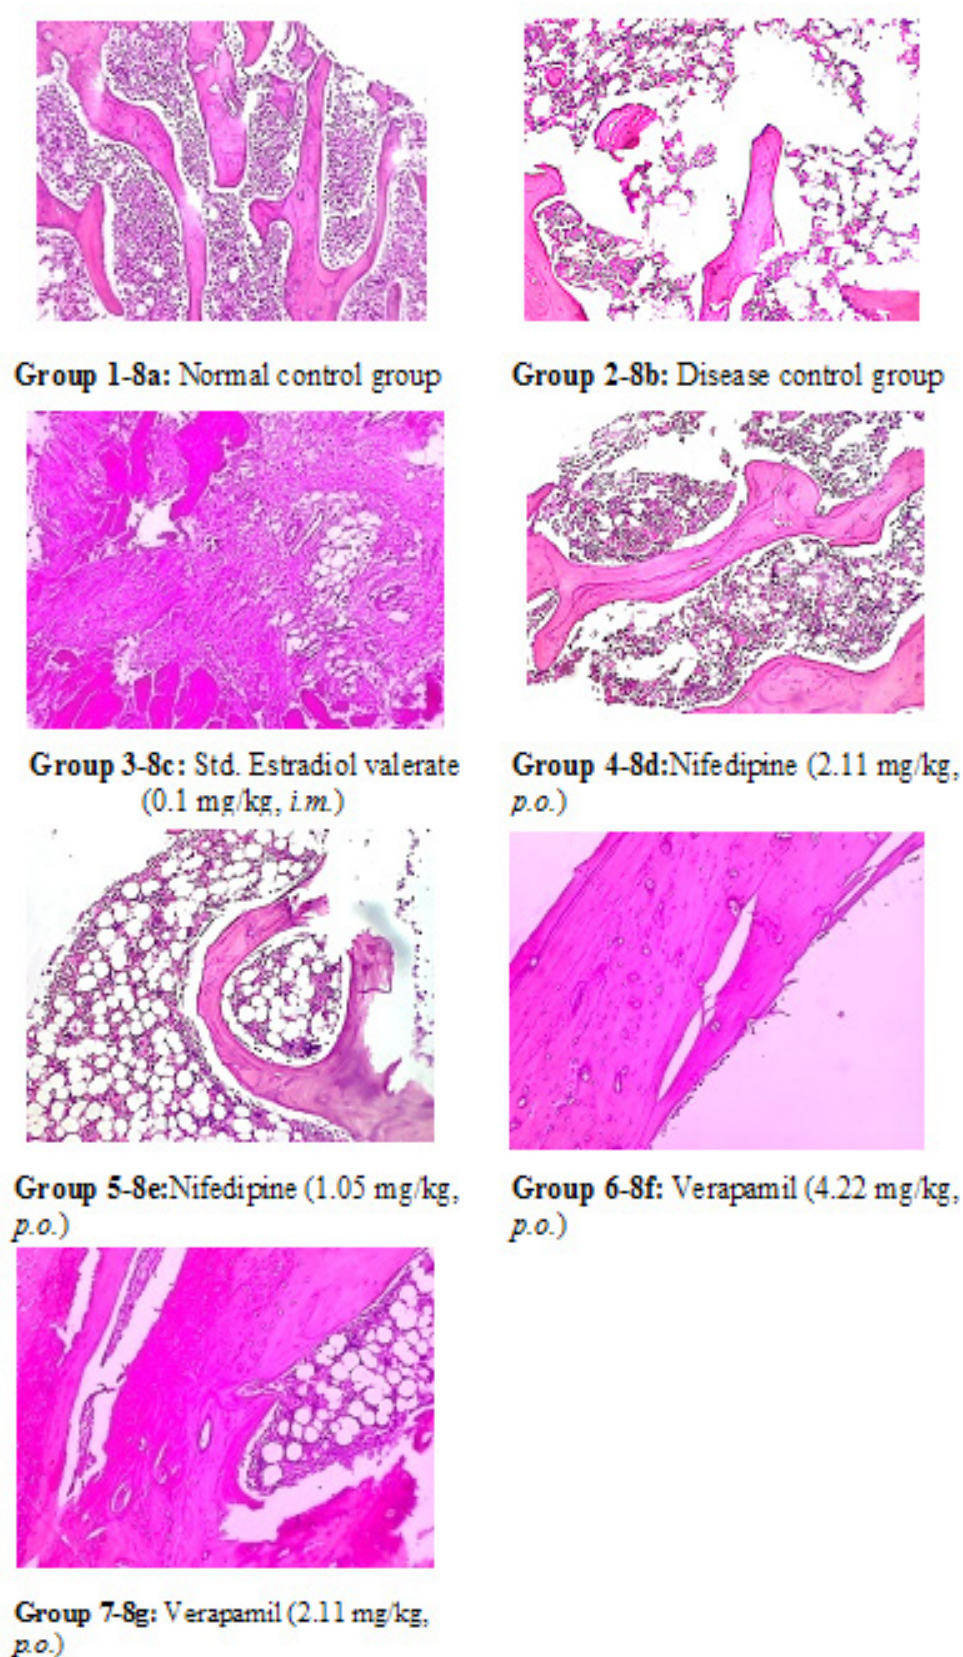 Group 1-8a: Normal control group
Group 2-8b: Disease control group
Group 3-8c: Std. Estradiol valerate
(0.1 mg/kg, i.m.)
Group 4-8d:Nifedipine (2.11 mg/kg,
p.o.)
Group 5-8e:Nifedipine (1.05 mg/kg,
p.o.)
Group 6-8f: Verapamil (4.22 mg/kg,
p.o.)
Group 7-8g: Verapamil (2.11 mg/kg,
p.o.)